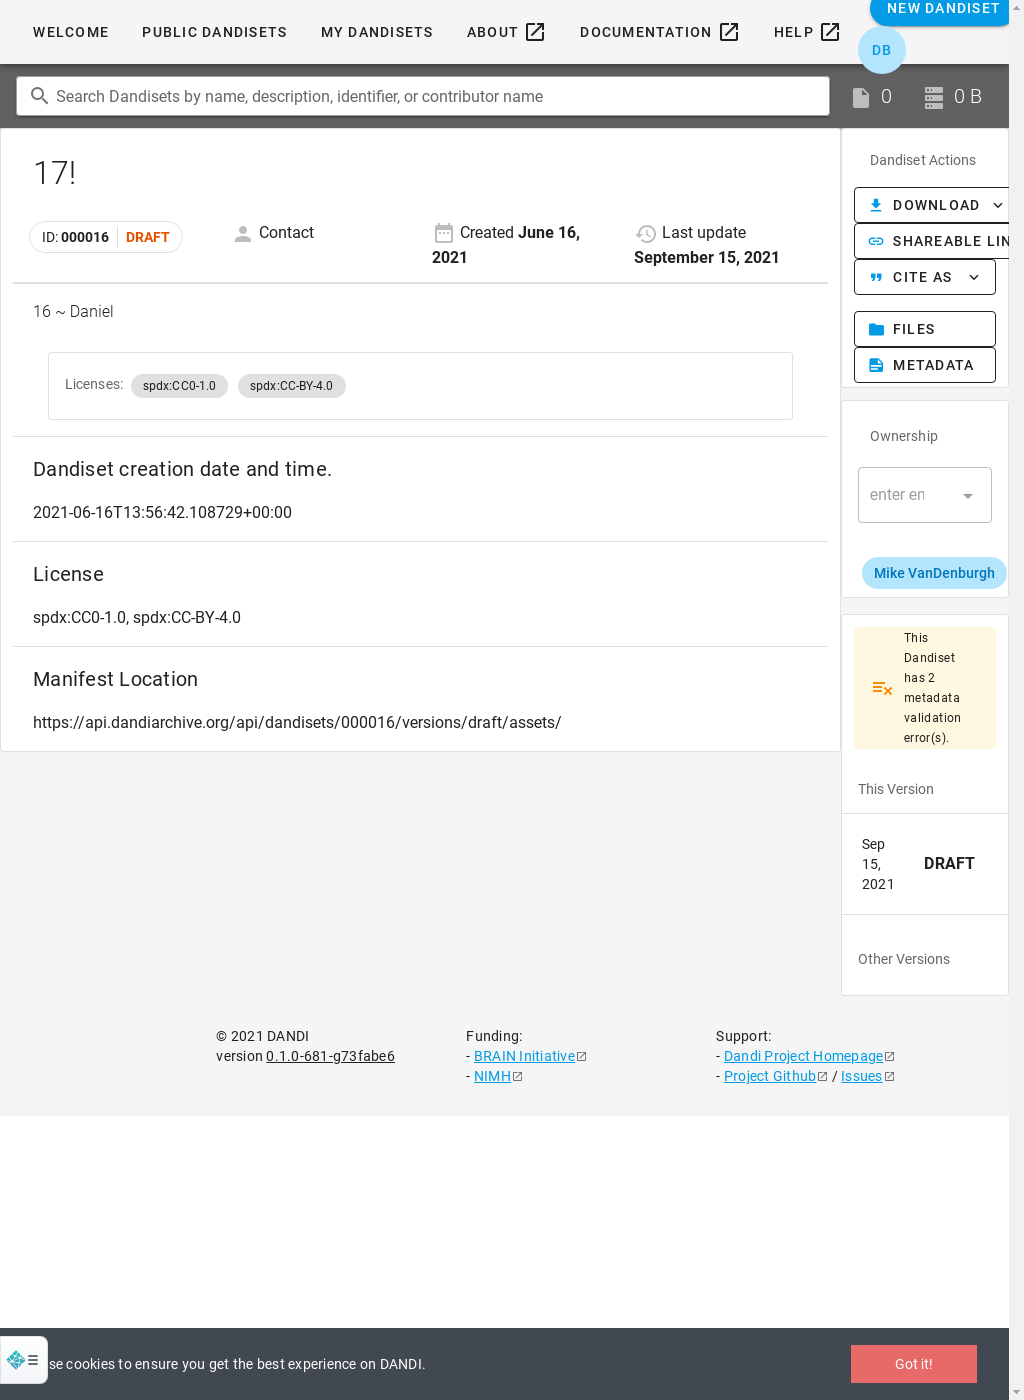 NEW DANDISET
WELCOME PUBLIC DANDISETS MY DANDISETS ABOUT DOCUMENTATION HELP
DB
Search Dandisets by name, description, identifier, or contributor name
0 0 B
17!
ID: 000016 DRAFT
Contact
Created June 16,
2021
Last update
September 15, 2021
16 ~ Daniel
Licenses: spdx:CC0-1.0 spdx:CC-BY-4.0
Dandiset creation date and time.
2021-06-16T13:56:42.108729+00:00
License
spdx:CC0-1.0, spdx:CC-BY-4.0
Manifest Location
https://api.dandiarchive.org/api/dandisets/000016/versions/draft/assets/
Dandiset Actions
DOWNLOAD
SHAREABLE LIN
CITE AS
FILES
METADATA
Ownership
enter en
Mike VanDenburgh
This
Dandiset
has 2
metadata
validation
error(s).
This Version
Sep
15,
2021
DRAFT
Other Versions
© 2021 DANDI
version 0.1.0-681-g73fabe6
Funding:
- BRAIN Initiative
- NIMH
Support:
- Dandi Project Homepage
- Project Github / Issues
se cookies to ensure you get the best experience on DANDI.
Got it!